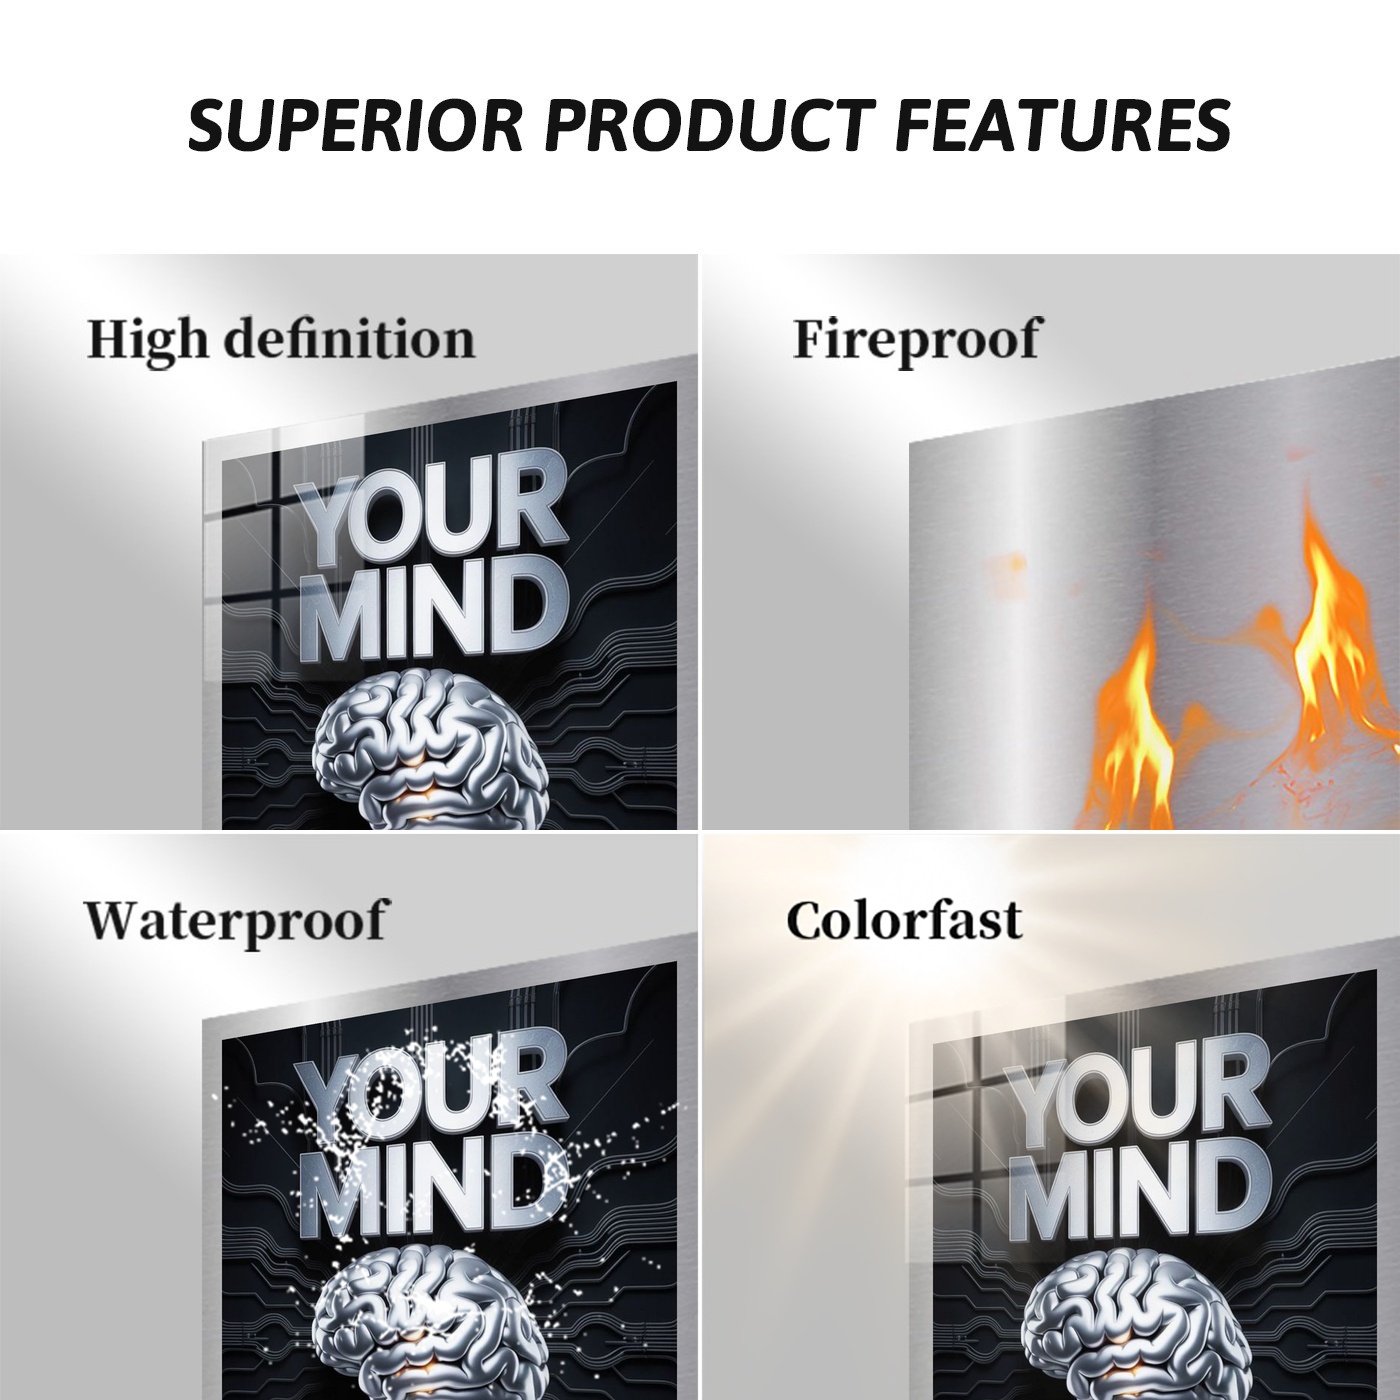 SUPERIOR PRODUCT FEATURES
High definition
Fireproof
YOUR
MIND
Waterproof
Colorfast
YOUR
MIND
YOUR
MIND